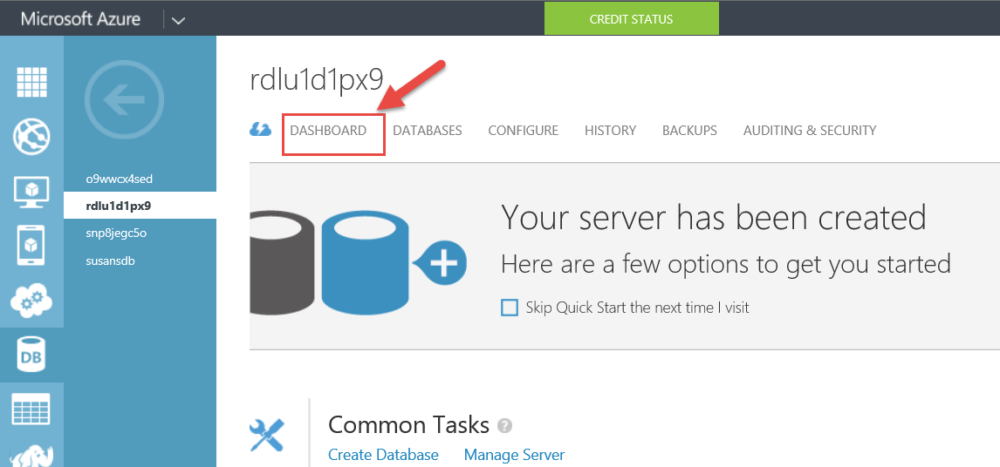 Microsoft Azure
CREDIT STATUS
o9wwcx4sed
rdlu1d1px9
snp8jegc5o
susansdb
rdlu1d1px9
DASHBOARD DATABASES CONFIGURE HISTORY BACKUPS AUDITING & SECURITY
Your server has been created
Here are a few options to get you started
Skip Quick Start the next time I visit
DB
Common Tasks ?
Create Database Manage Server